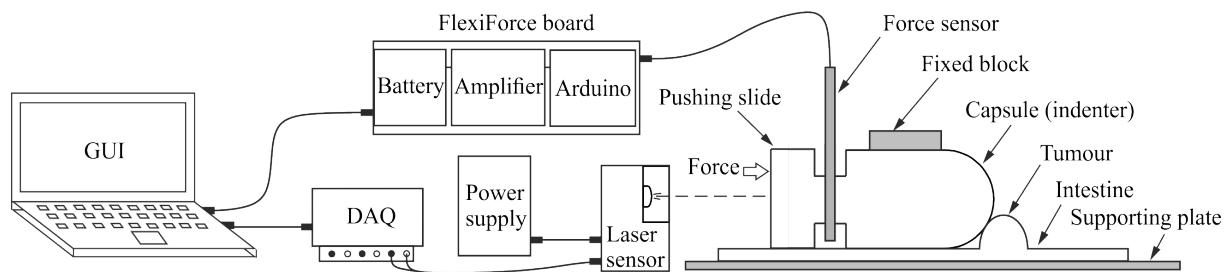 FlexiForce board
Battery
Amplifier
Arduino
Force sensor
Fixed block
Pushing slide
Capsule (indenter)
Tumour
Intestine
Supporting plate
GUI
DAQ
Power
supply
Laser
sensor
Force